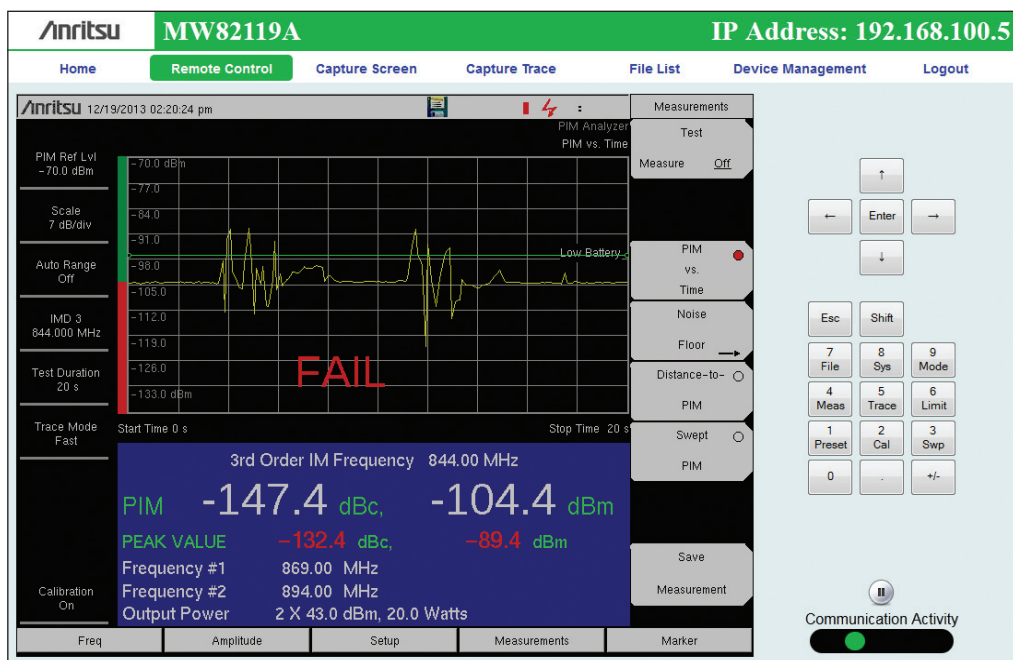 Anritsu MW82119A IP Address: 192.168.100.5
Home Remote Control Capture Screen Capture Trace File List Device Management Logout
Anritsu 12/19/2013 02:20:24 pm
PIM Analyzer
PIM vs. Time
PIM Ref Lvl
-70.0 dBm
Scale
7 dB/div
Auto Range
Off
IMD 3
844.000 MHz
Test Duration
20 s
Trace Mode
Fast
Calibration
On
-70.0 dBm
-77.0
-84.0
-91.0
-98.0
-105.0
-112.0
-119.0
-126.0
-133.0 dBm
Low Battery
FAIL
Start Time 0 s Stop Time 20 s
3rd Order IM Frequency 844.00 MHz
PIM -147.4 dBc, -104.4 dBm
PEAK VALUE -132.4 dBc, -89.4 dBm
Frequency #1 869.00 MHz
Frequency #2 894.00 MHz
Output Power 2 X 43.0 dBm, 20.0 Watts
Measurements
Test
Measure Off
PIM
vs.
Time
Noise
Floor
Distance-to-
PIM
Swept
PIM
Save
Measurement
Freq Amplitude Setup Measurements Marker
↑
← Enter →
↓
Esc Shift
7 8 9
File Sys Mode
4 5 6
Meas Trace Limit
1 2 3
Preset Cal Swp
0 . +/-
Communication Activity